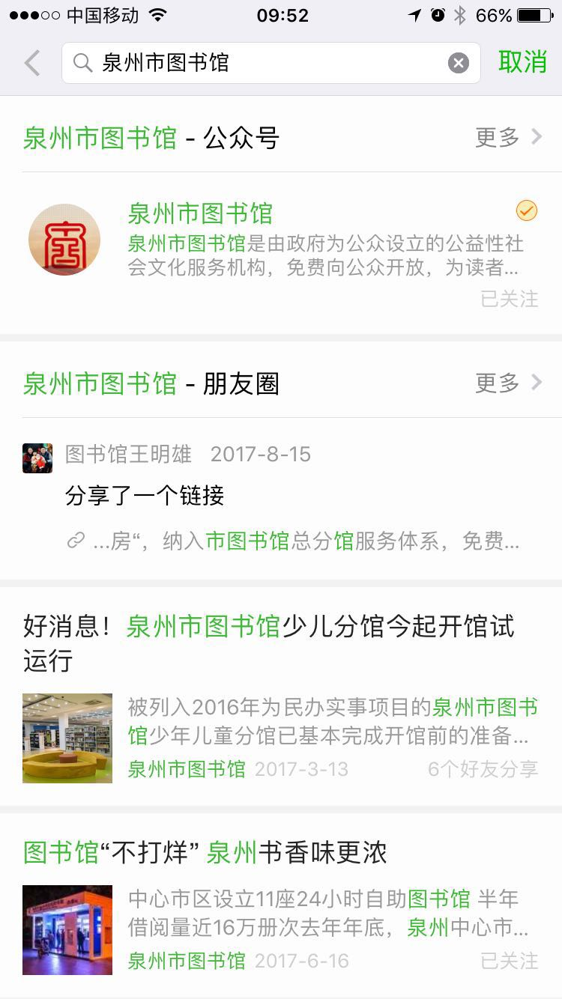 中国移动 09:52 66%
泉州市图书馆 取消
泉州市图书馆 - 公众号 更多
泉州市图书馆
泉州市图书馆是由政府为公众设立的公益性社
会文化服务机构，免费向公众开放，为读者...
已关注
泉州市图书馆 - 朋友圈 更多
图书馆王明雄 2017-8-15
分享了一个链接
...房“，纳入市图书馆总分馆服务体系，免费...
好消息！泉州市图书馆少儿分馆今起开馆试
运行
被列入2016年为民办实事项目的泉州市图书
馆少年儿童分馆已基本完成开馆前的准备...
泉州市图书馆 2017-3-13 6个好友分享
图书馆“不打烊” 泉州书香味更浓
中心市区设立11座24小时自助图书馆 半年
借阅量近16万册次去年年底，泉州中心市...
泉州市图书馆 2017-6-16 已关注